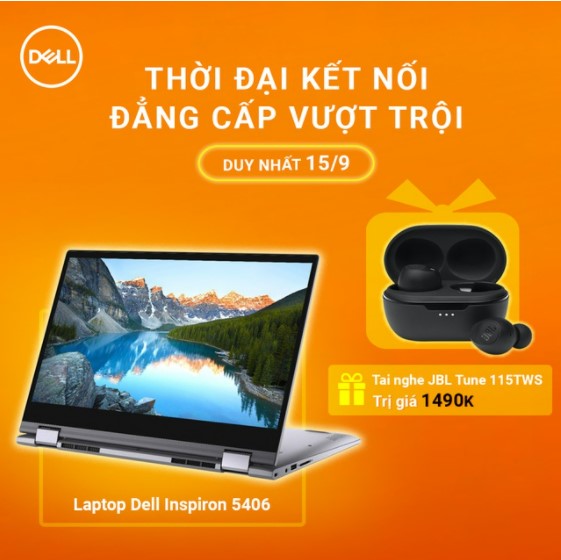 DELL
THỜI ĐẠI KẾT NỐI
ĐẲNG CẤP VƯỢT TRỘI
DUY NHẤT 15/9
JBL
Tai nghe JBL Tune 115TWS
Trị giá 1490K
Laptop Dell Inspiron 5406